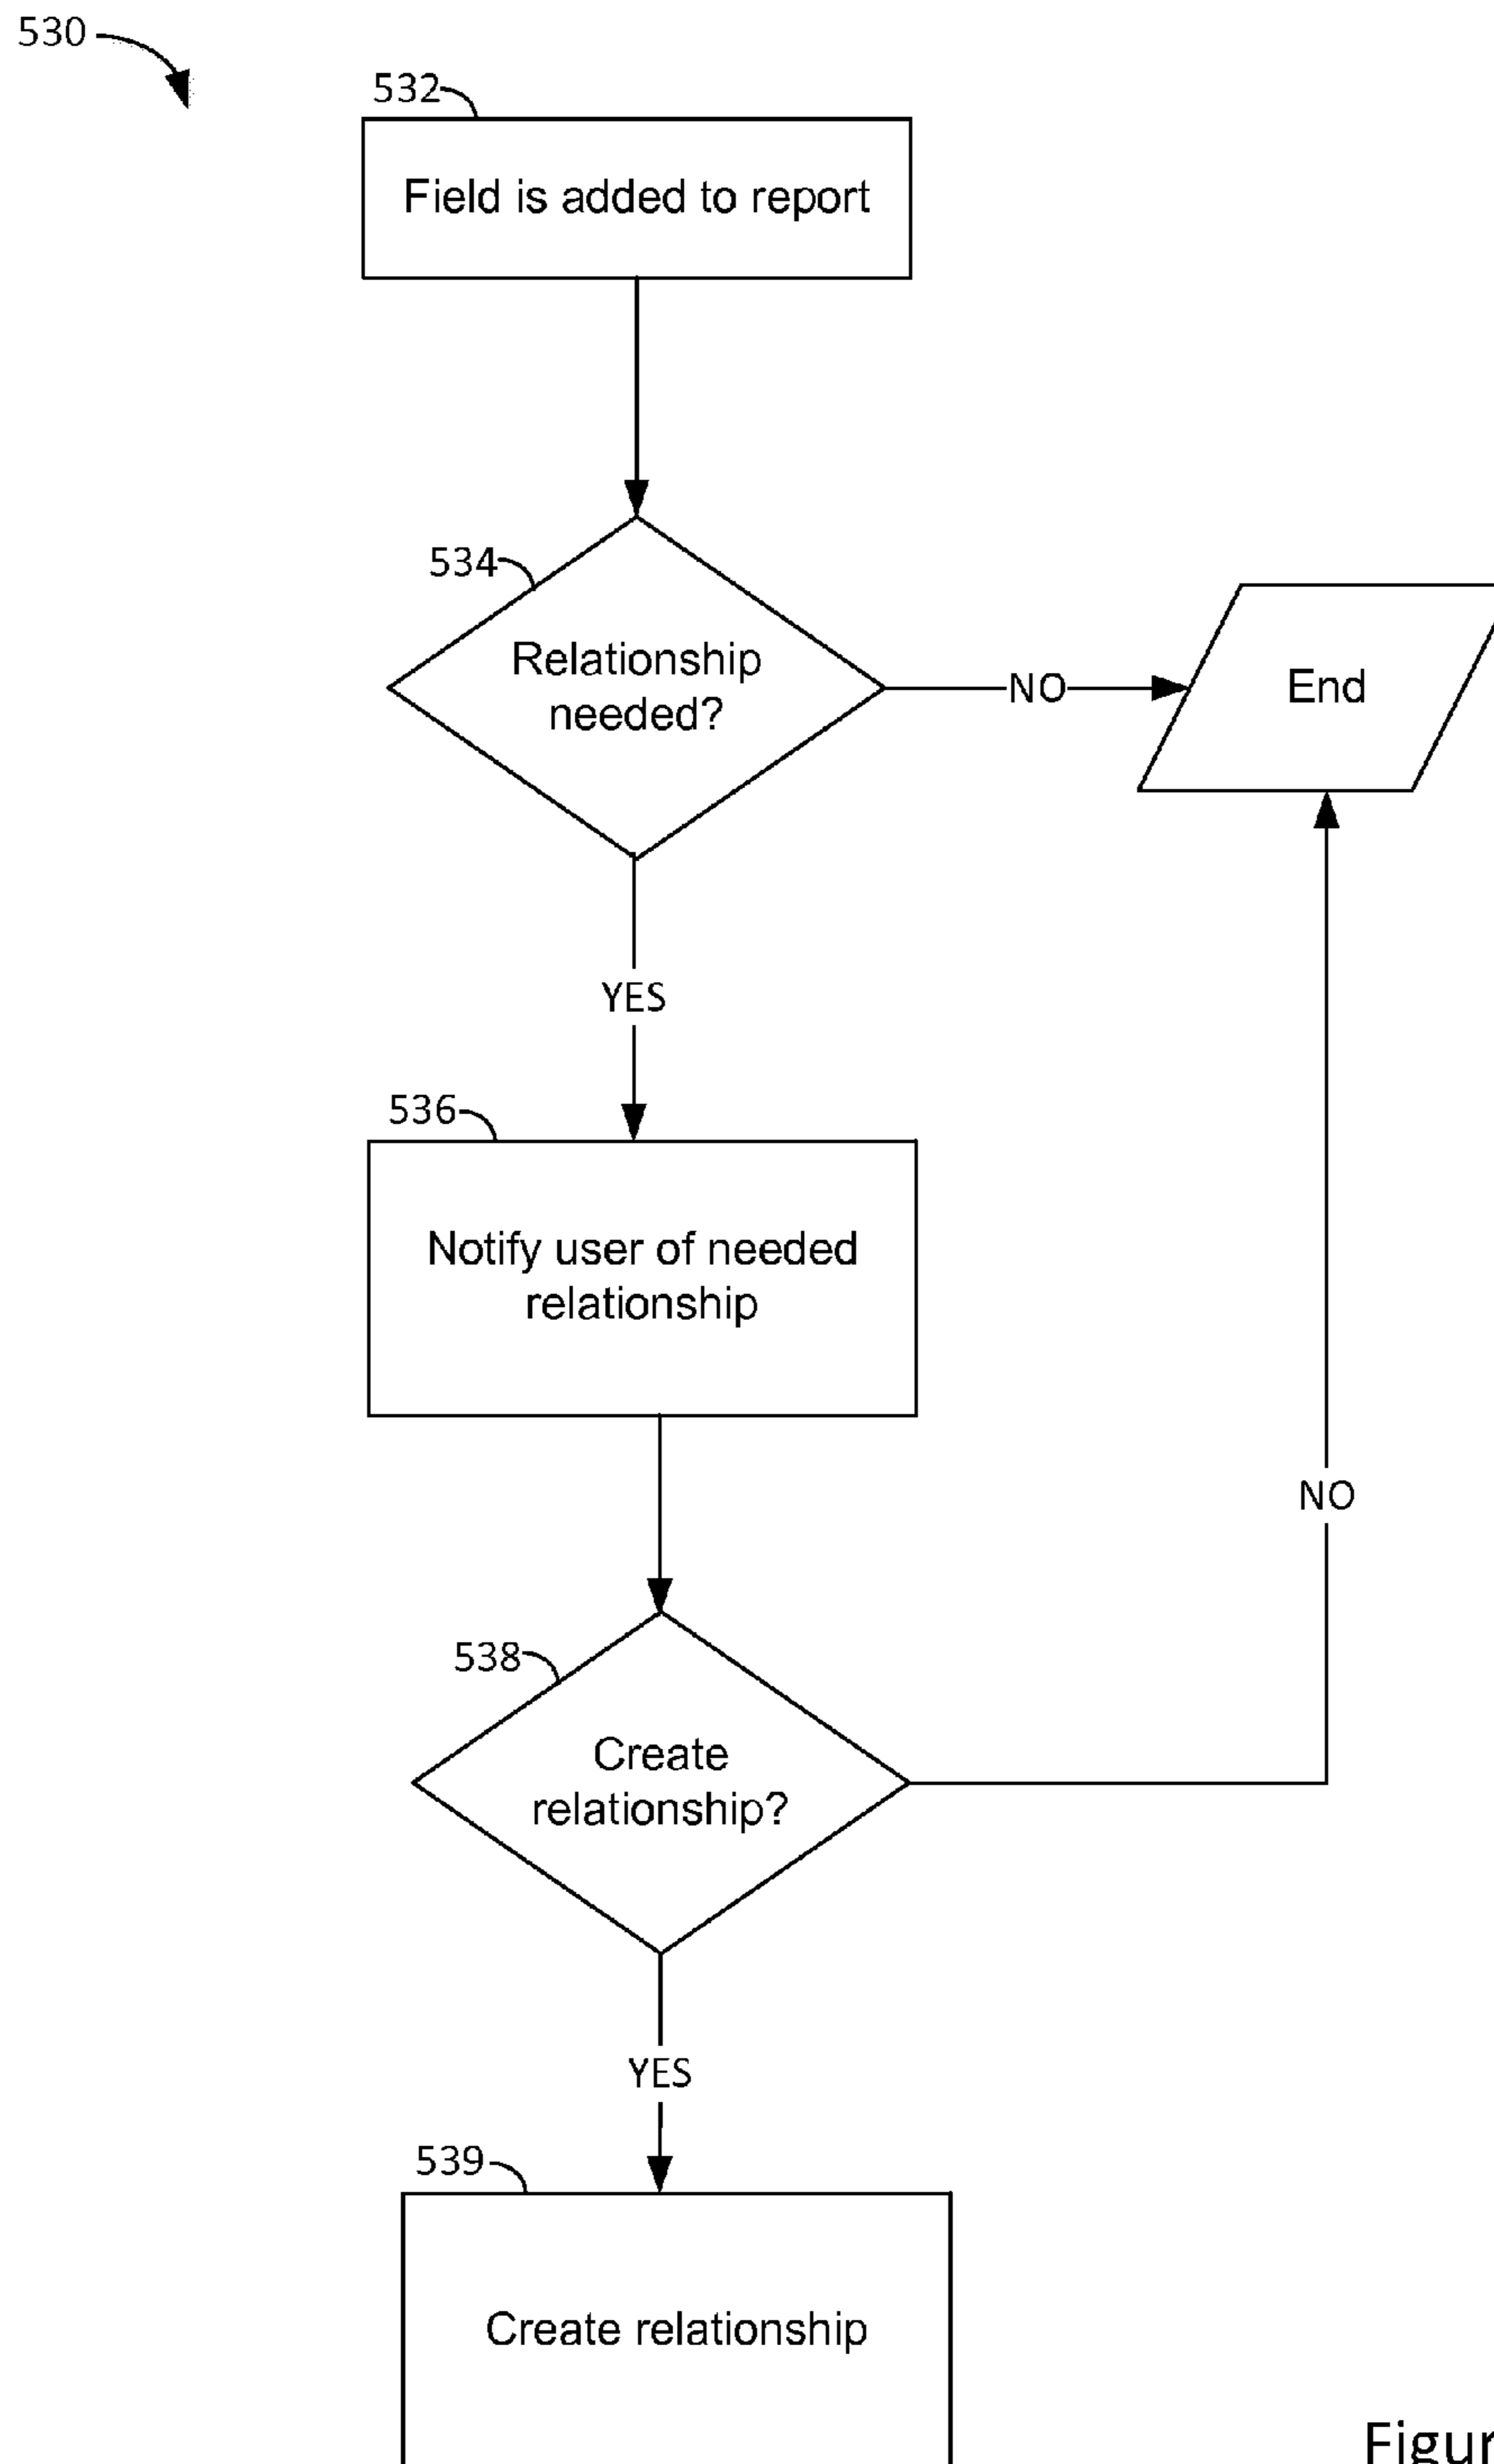 530
532
Field is added to report
534
Relationship
needed?
NO
End
YES
536
Notify user of needed
relationship
NO
538
Create
relationship?
YES
539
Create relationship